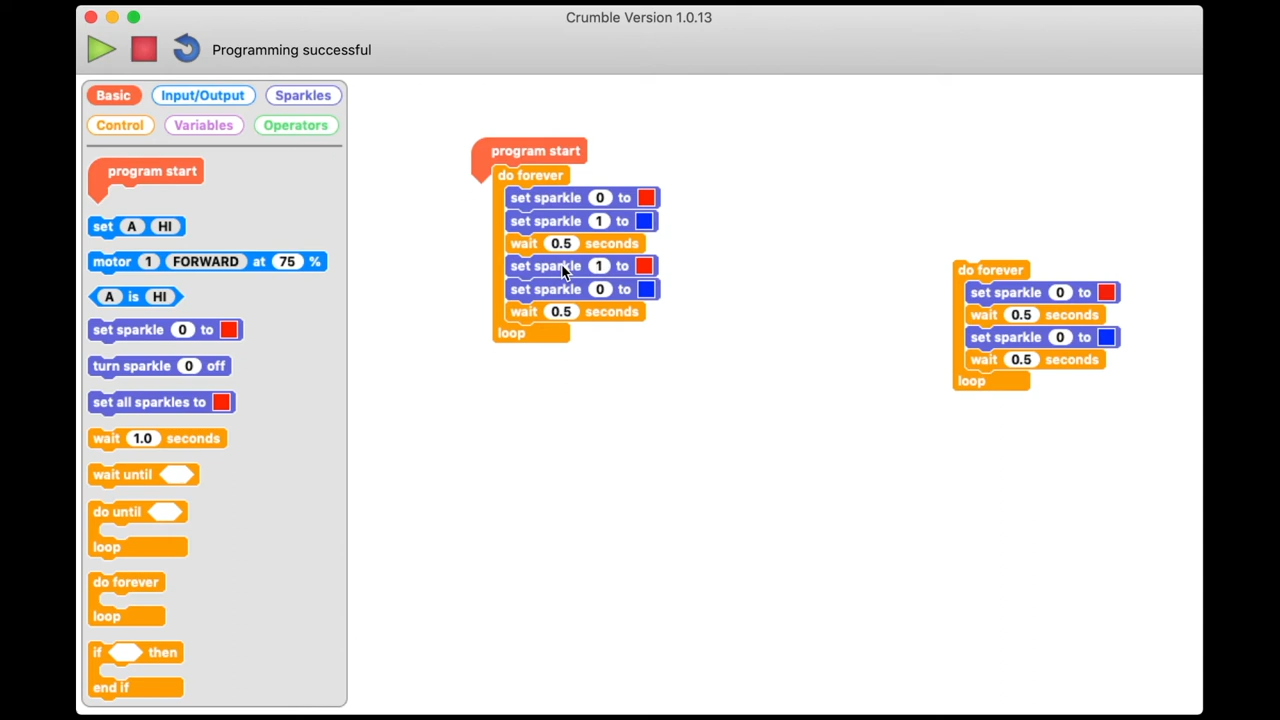 Crumble Version 1.0.13
Programming successful
Basic Input/Output Sparkles
Control Variables Operators
program start
set A HI
motor 1 FORWARD at 75 %
A is HI
set sparkle 0 to
turn sparkle 0 off
set all sparkles to
wait 1.0 seconds
wait until
do until
loop
do forever
loop
if then
end if
program start
do forever
set sparkle 0 to
set sparkle 1 to
wait 0.5 seconds
set sparkle 1 to
set sparkle 0 to
wait 0.5 seconds
loop
do forever
set sparkle 0 to
wait 0.5 seconds
set sparkle 0 to
wait 0.5 seconds
loop